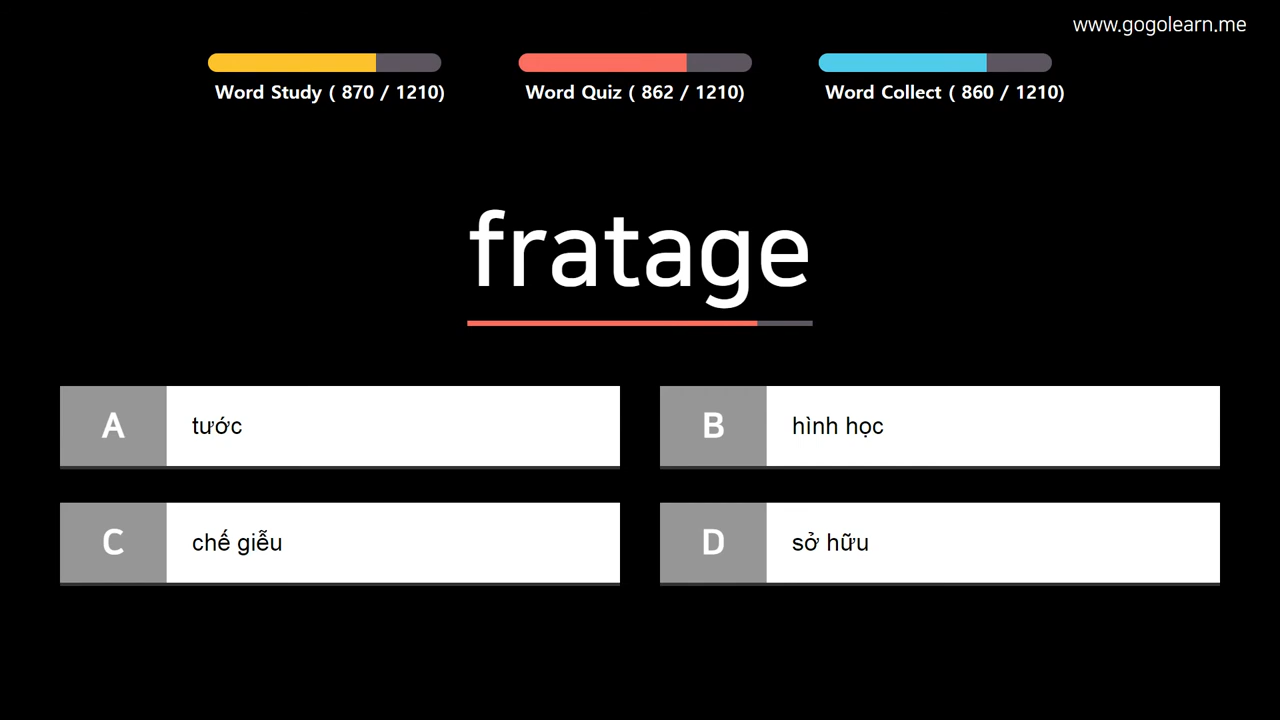 www.gogolearn.me
Word Study ( 870 / 1210)
Word Quiz ( 862 / 1210)
Word Collect ( 860 / 1210)
fratage
A
tước
B
hình học
C
chế giễu
D
sở hữu